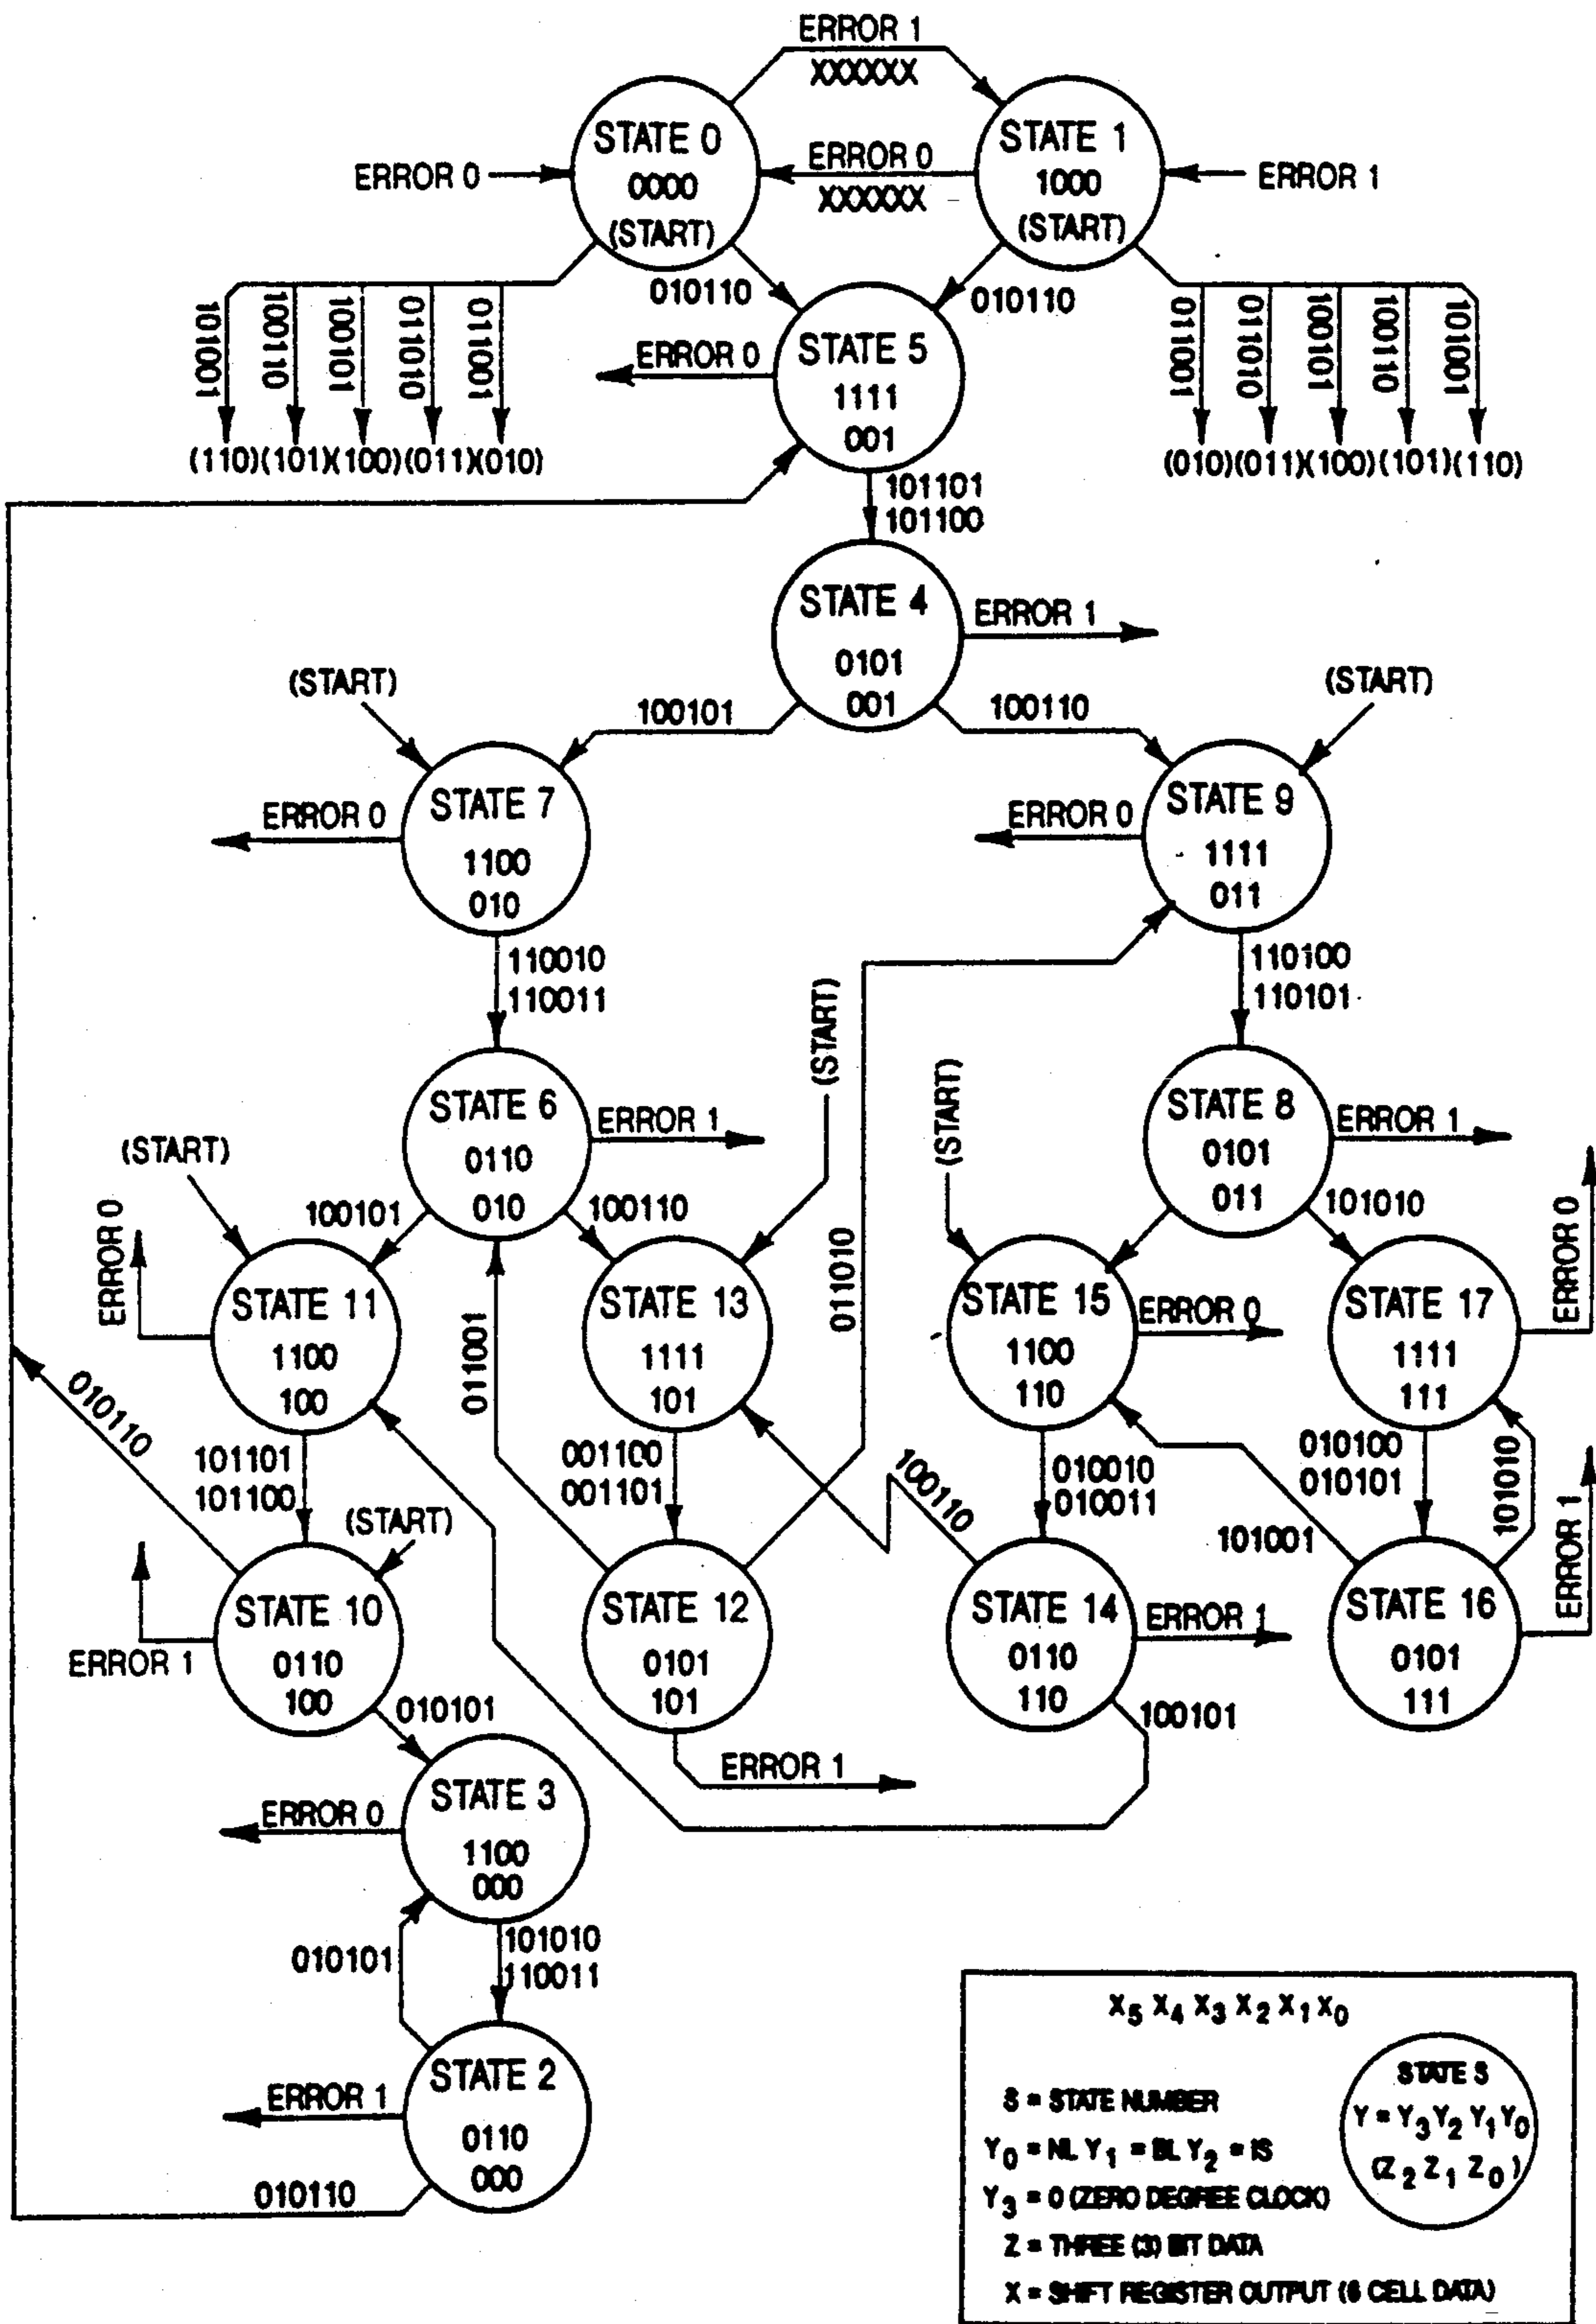 ERROR 1
XXXXXX
STATE 0
0000
(START)
ERROR 0
ERROR 0
XXXXXX
STATE 1
1000
(START)
ERROR 1
010110
010110
101001
100110
100101
011010
011001
(110)(101)(100)(011)(010)
011001
011010
100101
100110
101001
(010)(011)(100)(101)(110)
STATE 5
1111
001
ERROR 0
101101
101100
STATE 4
0101
001
ERROR 1
(START)
100101
100110
(START)
STATE 7
1100
010
ERROR 0
STATE 9
1111
011
ERROR 0
110010
110011
110100
110101
(START)
STATE 6
0110
010
ERROR 1
(START)
STATE 8
0101
011
ERROR 1
(START)
100101
100110
011010
101010
ERROR 0
ERROR 0
STATE 11
1100
100
STATE 13
1111
101
STATE 15
1100
110
ERROR 0
STATE 17
1111
111
011001
010110
101101
101100
001100
001101
100110
010010
010011
010100
010101
101010
101001
(START)
STATE 10
0110
100
ERROR 1
STATE 12
0101
101
ERROR 1
STATE 14
0110
110
ERROR 1
STATE 16
0101
111
ERROR 1
010101
100101
STATE 3
1100
000
ERROR 0
010101
101010
110011
STATE 2
0110
000
ERROR 1
010110
X5 X4 X3 X2 X1 X0
S = STATE NUMBER
Y0 = NL Y1 = BL Y2 = IS
Y3 = 0 (ZERO DEGREE CLOCK)
Z = THREE (3) BIT DATA
X = SHIFT REGISTER OUTPUT (6 CELL DATA)
STATE S
Y = Y3 Y2 Y1 Y0
(Z2 Z1 Z0)